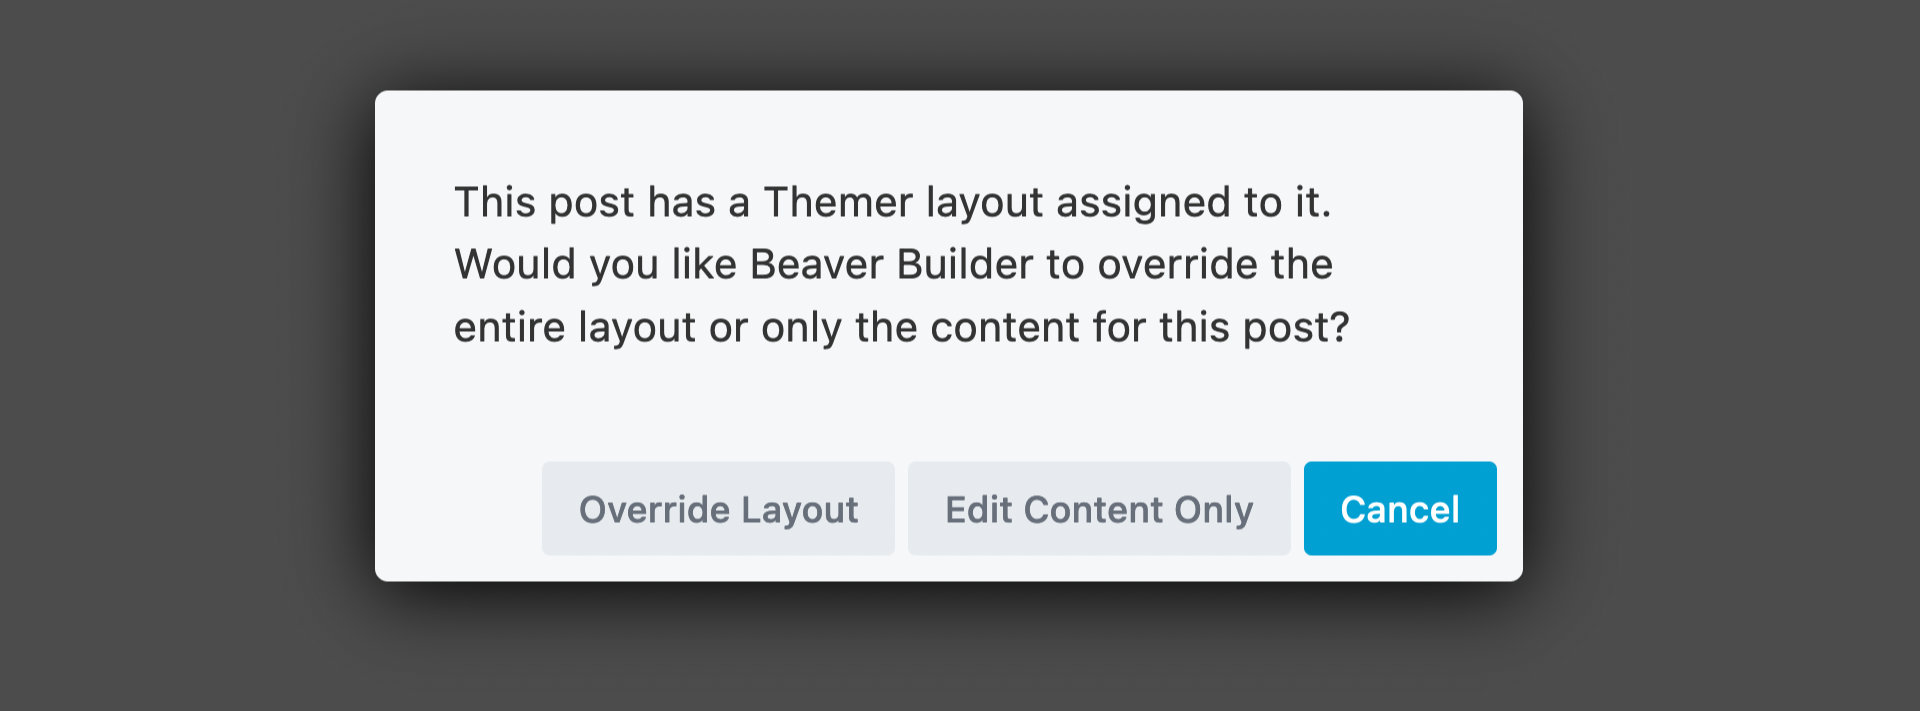 This post has a Themer layout assigned to it.
Would you like Beaver Builder to override the
entire layout or only the content for this post?
Override Layout
Edit Content Only
Cancel